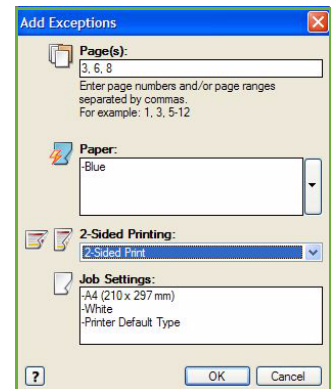 Add Exceptions
Page(s):
3, 6, 8
Enter page numbers and/or page ranges
separated by commas.
For example: 1, 3, 5-12
Paper:
-Blue
2-Sided Printing:
2-Sided Print
Job Settings:
-A4 (210 x 297 mm)
-White
-Printer Default Type
?
OK
Cancel